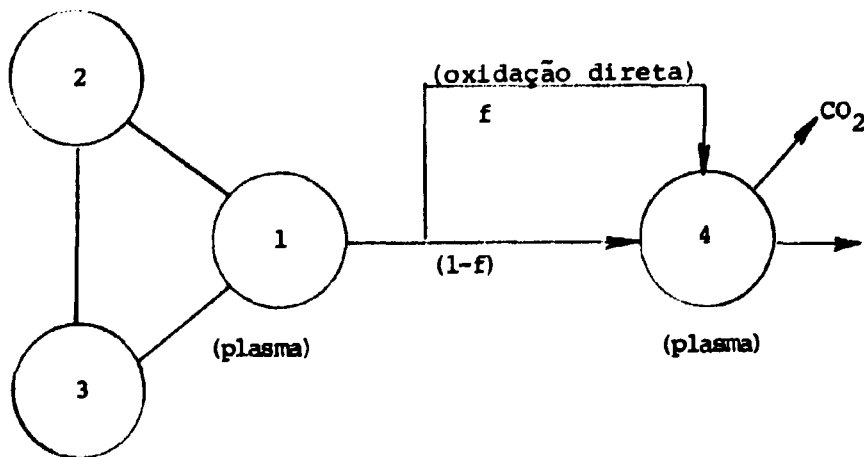 2
(oxidação direta)
f
CO2
1
4
(1-f)
(plasma)
(plasma)
3